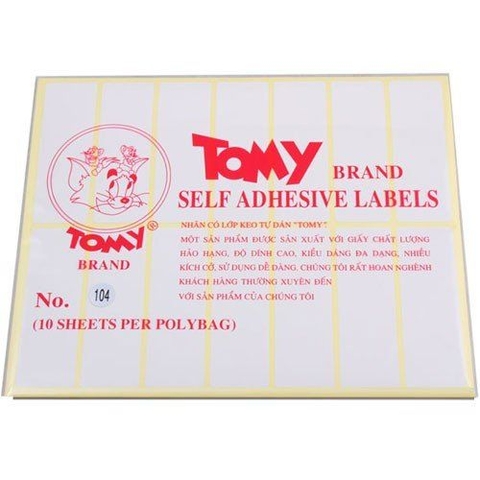 TOMY BRAND
SELF ADHESIVE LABELS
TOMY®
BRAND
NHÃN CÓ LỚP KEO TỰ DÁN "TOMY"
MỘT SẢN PHẨM ĐƯỢC SẢN XUẤT VỚI GIẤY CHẤT LƯỢNG
HẢO HẠNG, ĐỘ DÍNH CAO, KIỂU DÁNG ĐA DẠNG, NHIỀU
KÍCH CỠ, SỬ DỤNG DỄ DÀNG. CHÚNG TÔI RẤT HOAN NGHÊNH
KHÁCH HÀNG THƯỜNG XUYÊN ĐẾN
VỚI SẢN PHẨM CỦA CHÚNG TÔI
No. 104
(10 SHEETS PER POLYBAG)